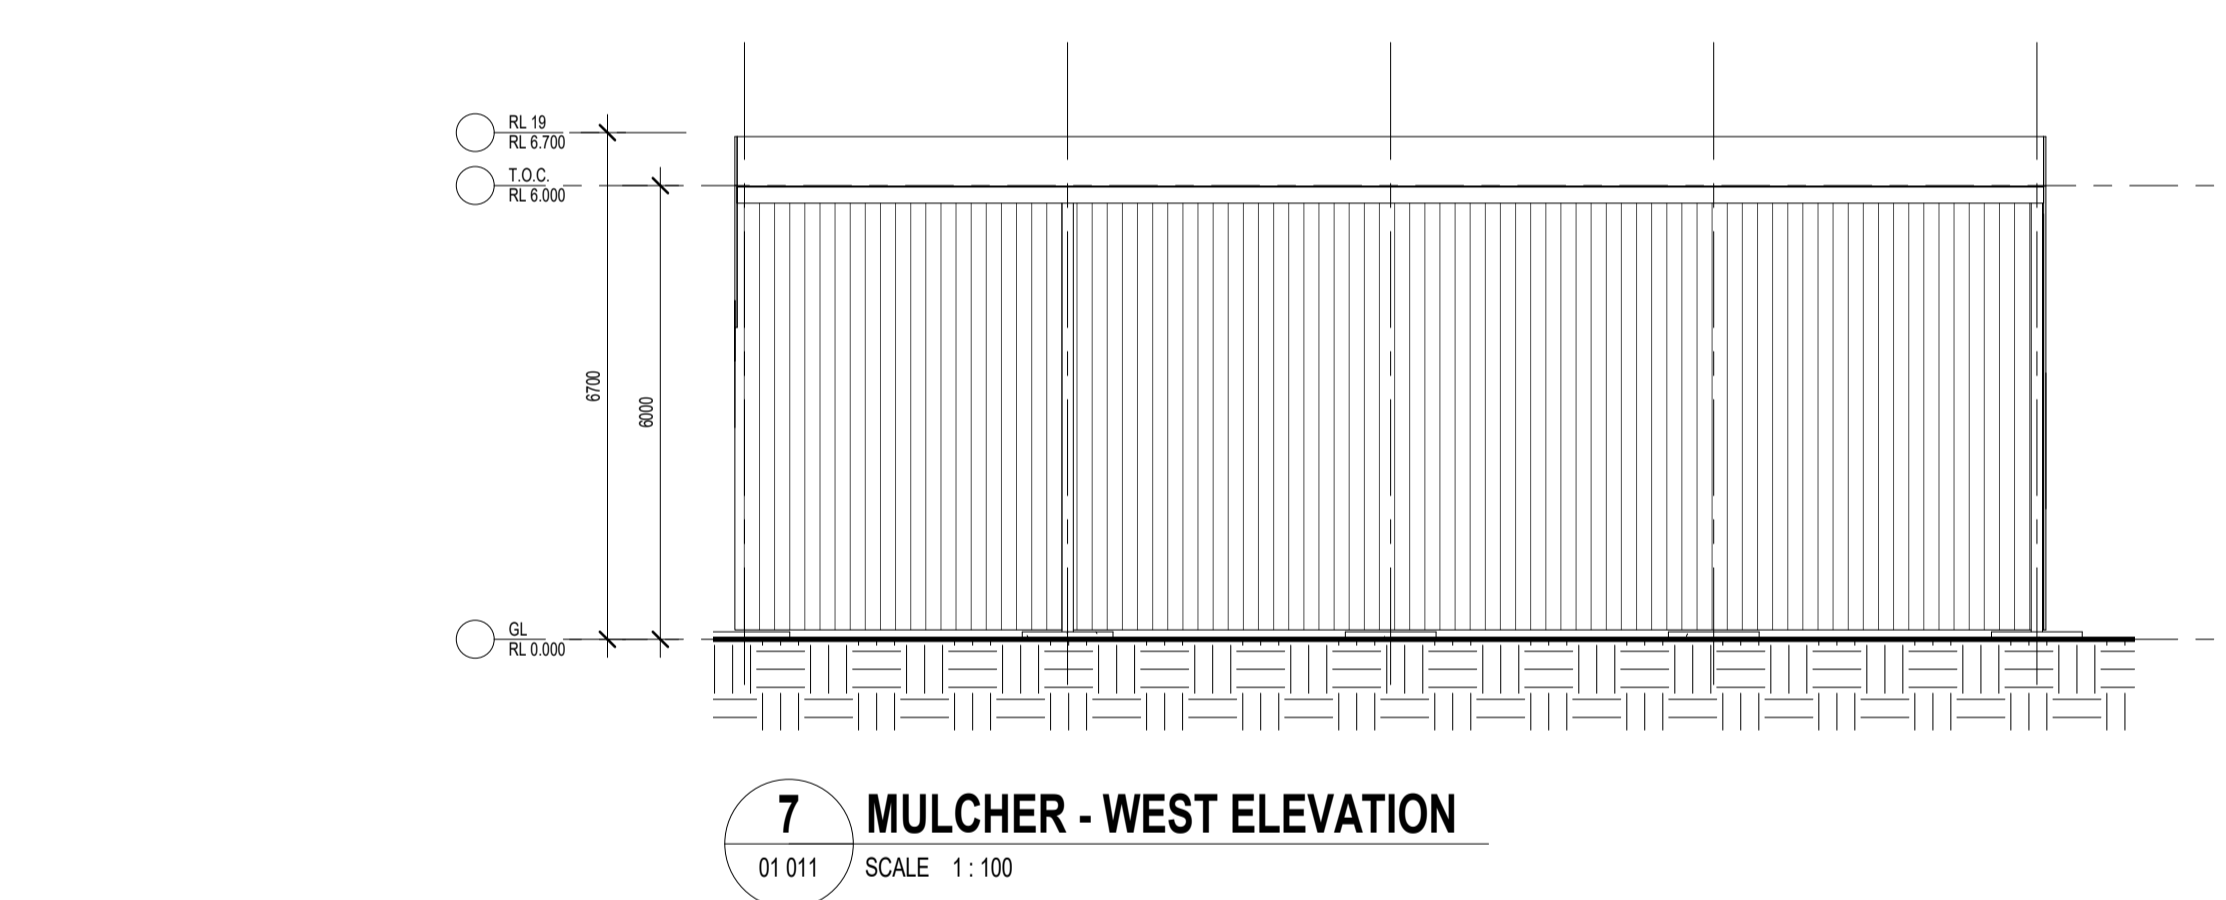 RL 19
RL 6.700
T.O.C.
RL 6.000
6700
6000
GL
RL 0.000
7
MULCHER - WEST ELEVATION
01 011
SCALE 1 : 100